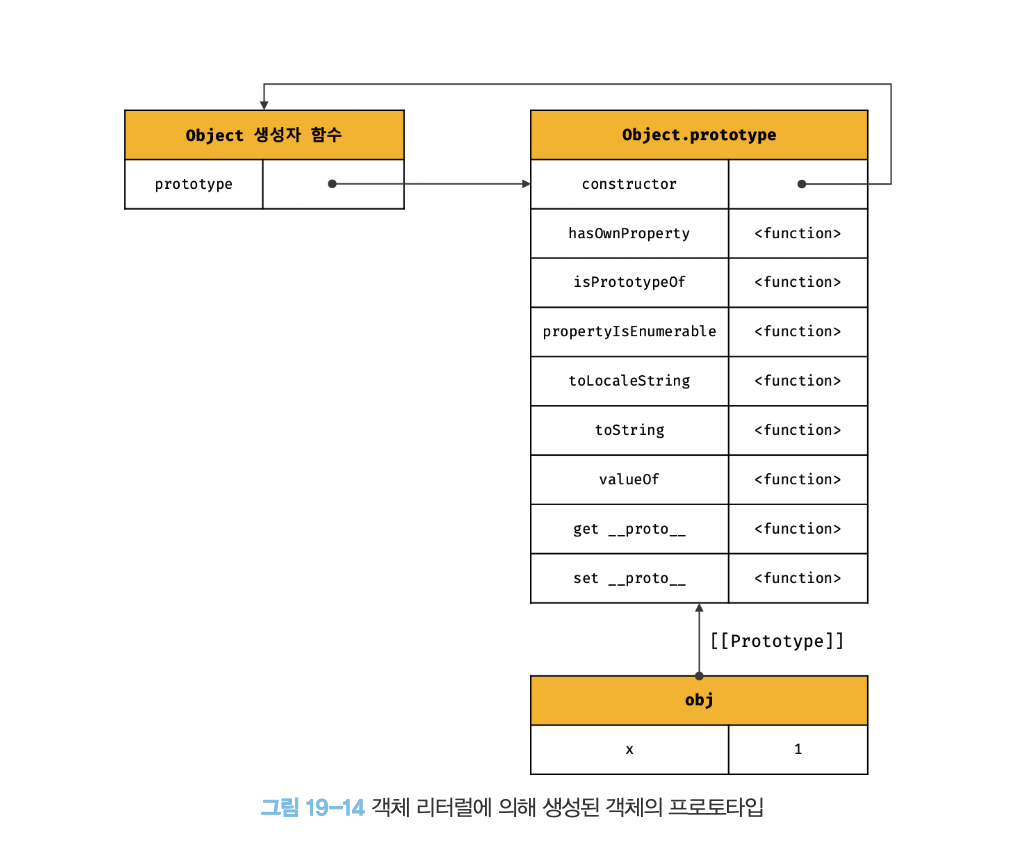 Object 생성자 함수
prototype
Object.prototype
constructor
hasOwnProperty <function>
isPrototypeOf <function>
propertyIsEnumerable <function>
toLocaleString <function>
toString <function>
valueOf <function>
get __proto__ <function>
set __proto__ <function>
[[Prototype]]
obj
x 1
그림 19-14 객체 리터럴에 의해 생성된 객체의 프로토타입